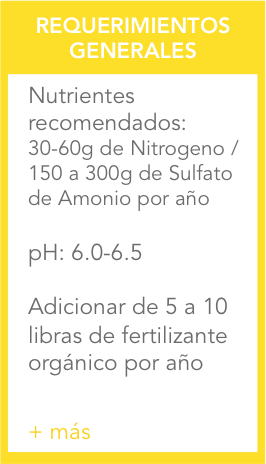 REQUERIMIENTOS
GENERALES
Nutrientes
recomendados:
30-60g de Nitrogeno /
150 a 300g de Sulfato
de Amonio por año
pH: 6.0-6.5
Adicionar de 5 a 10
libras de fertilizante
orgánico por año
+ más